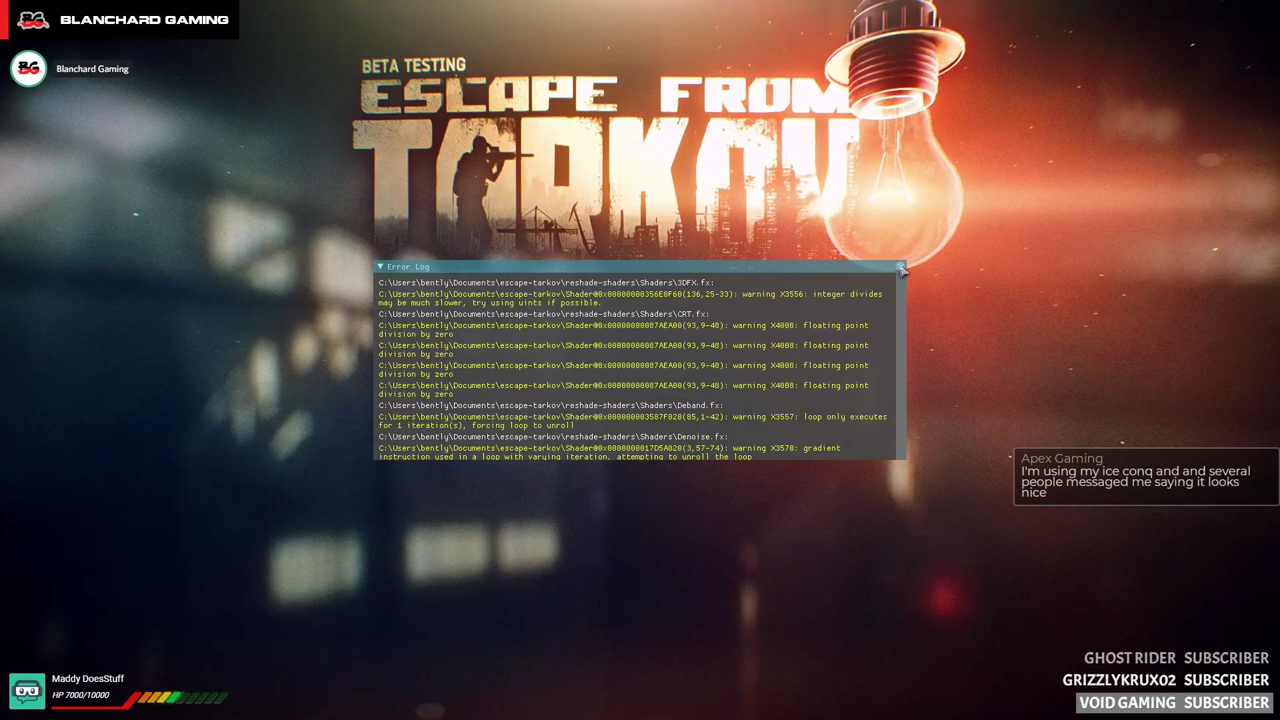 BLANCHARD GAMING
Blanchard Gaming
BETA TESTING
ESCAPE FROM
TARKOV
Error Log
C:\Users\bently\Documents\escape-tarkov\reshade-shaders\Shaders\3DFX.fx:
C:\Users\bently\Documents\escape-tarkov\Shader@0x00000000356E0F60(136,25-33): warning X3556: integer divides
may be much slower, try using uints if possible.
C:\Users\bently\Documents\escape-tarkov\reshade-shaders\Shaders\CRT.fx:
C:\Users\bently\Documents\escape-tarkov\Shader@0x00000000087AEA00(93,9-48): warning X4008: floating point
division by zero
C:\Users\bently\Documents\escape-tarkov\Shader@0x00000000087AEA00(93,9-48): warning X4008: floating point
division by zero
C:\Users\bently\Documents\escape-tarkov\Shader@0x00000000087AEA00(93,9-48): warning X4008: floating point
division by zero
C:\Users\bently\Documents\escape-tarkov\Shader@0x00000000087AEA00(93,9-48): warning X4008: floating point
division by zero
C:\Users\bently\Documents\escape-tarkov\reshade-shaders\Shaders\Deband.fx:
C:\Users\bently\Documents\escape-tarkov\Shader@0x000000003587F020(85,1-42): warning X3557: loop only executes
for 1 iteration(s), forcing loop to unroll
C:\Users\bently\Documents\escape-tarkov\reshade-shaders\Shaders\Denoise.fx:
C:\Users\bently\Documents\escape-tarkov\Shader@0x0000000017D5A020(3,57-74): warning X3570: gradient
instruction used in a loop with varying iteration, attempting to unroll the loop
Apex Gaming
I'm using my ice conq and and several
people messaged me saying it looks
nice
GHOST RIDER SUBSCRIBER
GRIZZLYKRUX02 SUBSCRIBER
VOID GAMING SUBSCRIBER
Maddy DoesStuff
HP 7000/10000